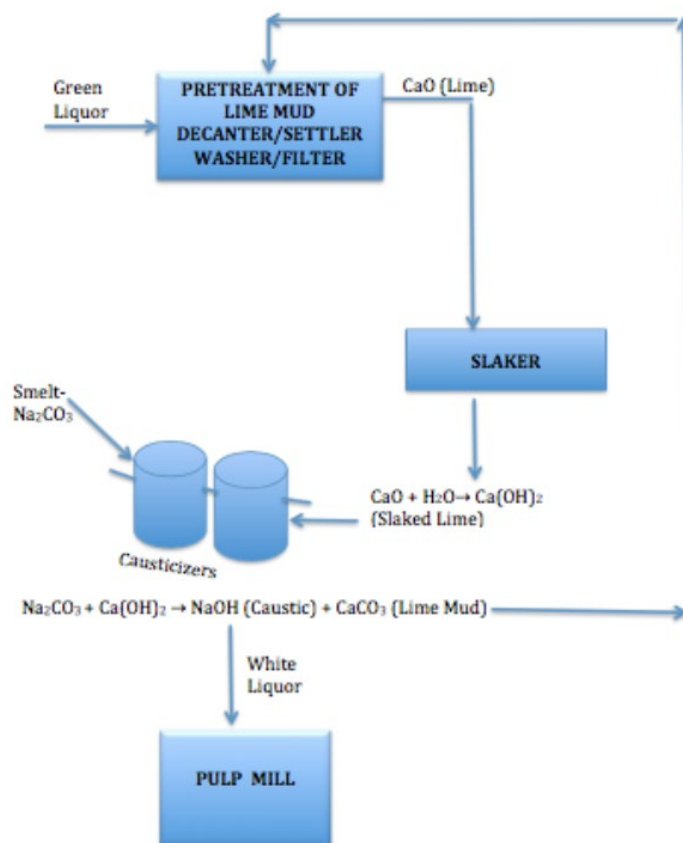 Green
Liquor
PRETREATMENT OF
LIME MUD
DECANTER/SETTLER
WASHER/FILTER
CaO (Lime)
SLAKER
Smelt-
Na₂CO₃
CaO + H₂O→ Ca(OH)₂
(Slaked Lime)
Causticizers
Na₂CO₃ + Ca(OH)₂ → NaOH (Caustic) + CaCO₃ (Lime Mud)
White
Liquor
PULP MILL